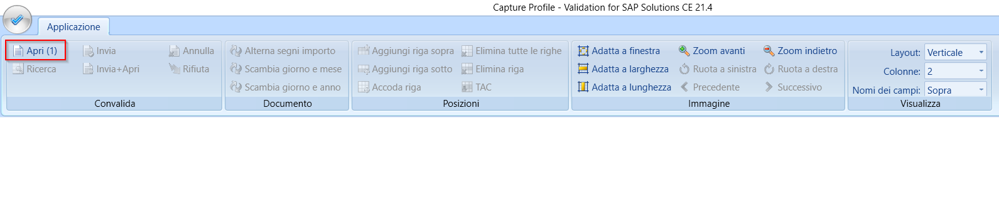 Capture Profile - Validation for SAP Solutions CE 21.4
Applicazione
Apri (1) Invia Annulla
Ricerca Invia+Apri Rifiuta
Convalida
Alterna segni importo
Scambia giorno e mese
Scambia giorno e anno
Documento
Aggiungi riga sopra Elimina tutte le righe
Aggiungi riga sotto Elimina riga
Accoda riga TAC
Posizioni
Adatta a finestra Zoom avanti Zoom indietro
Adatta a larghezza Ruota a sinistra Ruota a destra
Adatta a lunghezza Precedente Successivo
Immagine
Layout: Verticale
Colonne: 2
Nomi dei campi: Sopra
Visualizza